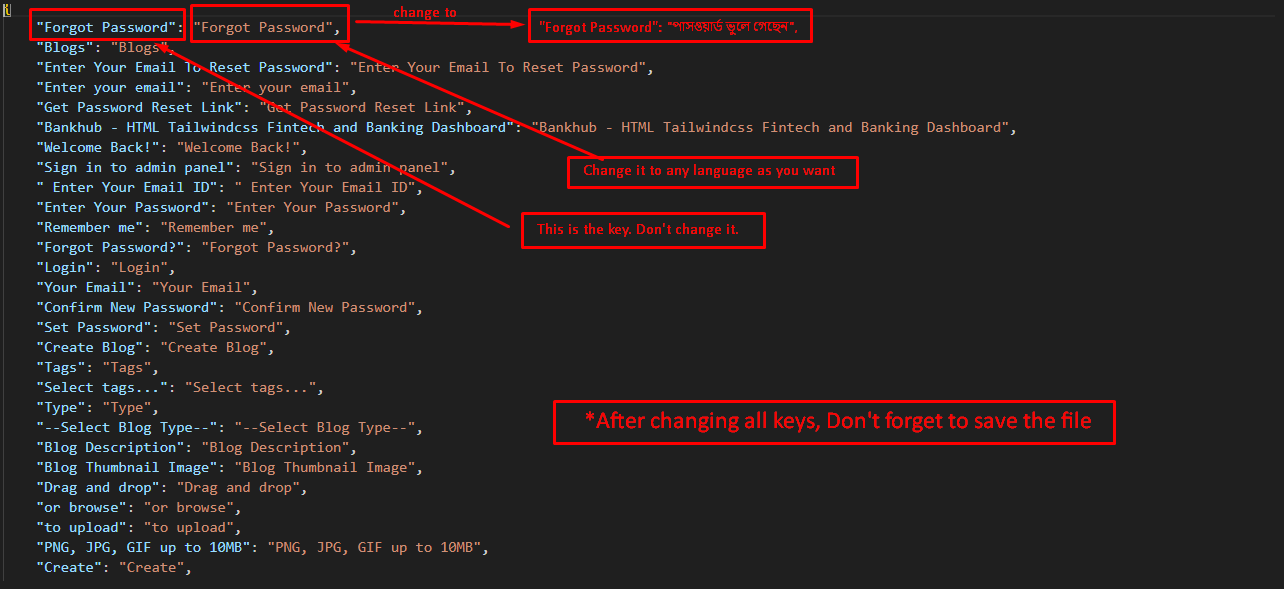 {
"Forgot Password": "Forgot Password",
change to
"Forgot Password": "পাসওয়ার্ড ভুলে গেছেন",
"Blogs": "Blogs",
"Enter Your Email To Reset Password": "Enter Your Email To Reset Password",
"Enter your email": "Enter your email",
"Get Password Reset Link": "Get Password Reset Link",
"Bankhub - HTML Tailwindcss Fintech and Banking Dashboard": "Bankhub - HTML Tailwindcss Fintech and Banking Dashboard",
"Welcome Back!": "Welcome Back!",
"Sign in to admin panel": "Sign in to admin panel",
Change it to any language as you want
" Enter Your Email ID": " Enter Your Email ID",
"Enter Your Password": "Enter Your Password",
"Remember me": "Remember me",
This is the key. Don't change it.
"Forgot Password?": "Forgot Password?",
"Login": "Login",
"Your Email": "Your Email",
"Confirm New Password": "Confirm New Password",
"Set Password": "Set Password",
"Create Blog": "Create Blog",
"Tags": "Tags",
"Select tags...": "Select tags...",
"Type": "Type",
"--Select Blog Type--": "--Select Blog Type--",
*After changing all keys, Don't forget to save the file
"Blog Description": "Blog Description",
"Blog Thumbnail Image": "Blog Thumbnail Image",
"Drag and drop": "Drag and drop",
"or browse": "or browse",
"to upload": "to upload",
"PNG, JPG, GIF up to 10MB": "PNG, JPG, GIF up to 10MB",
"Create": "Create",